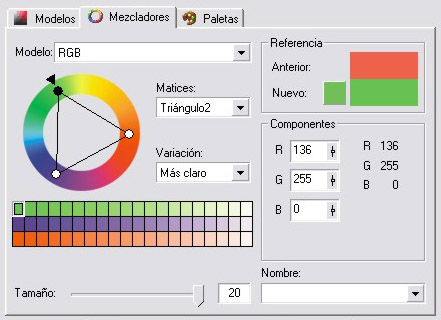 Modelos Mezcladores Paletas
Modelo: RGB
Matices:
Triángulo2
Variación:
Más claro
Tamaño: 20
Referencia
Anterior:
Nuevo:
Componentes
R 136 R 136
G 255 G 255
B 0 B 0
Nombre: